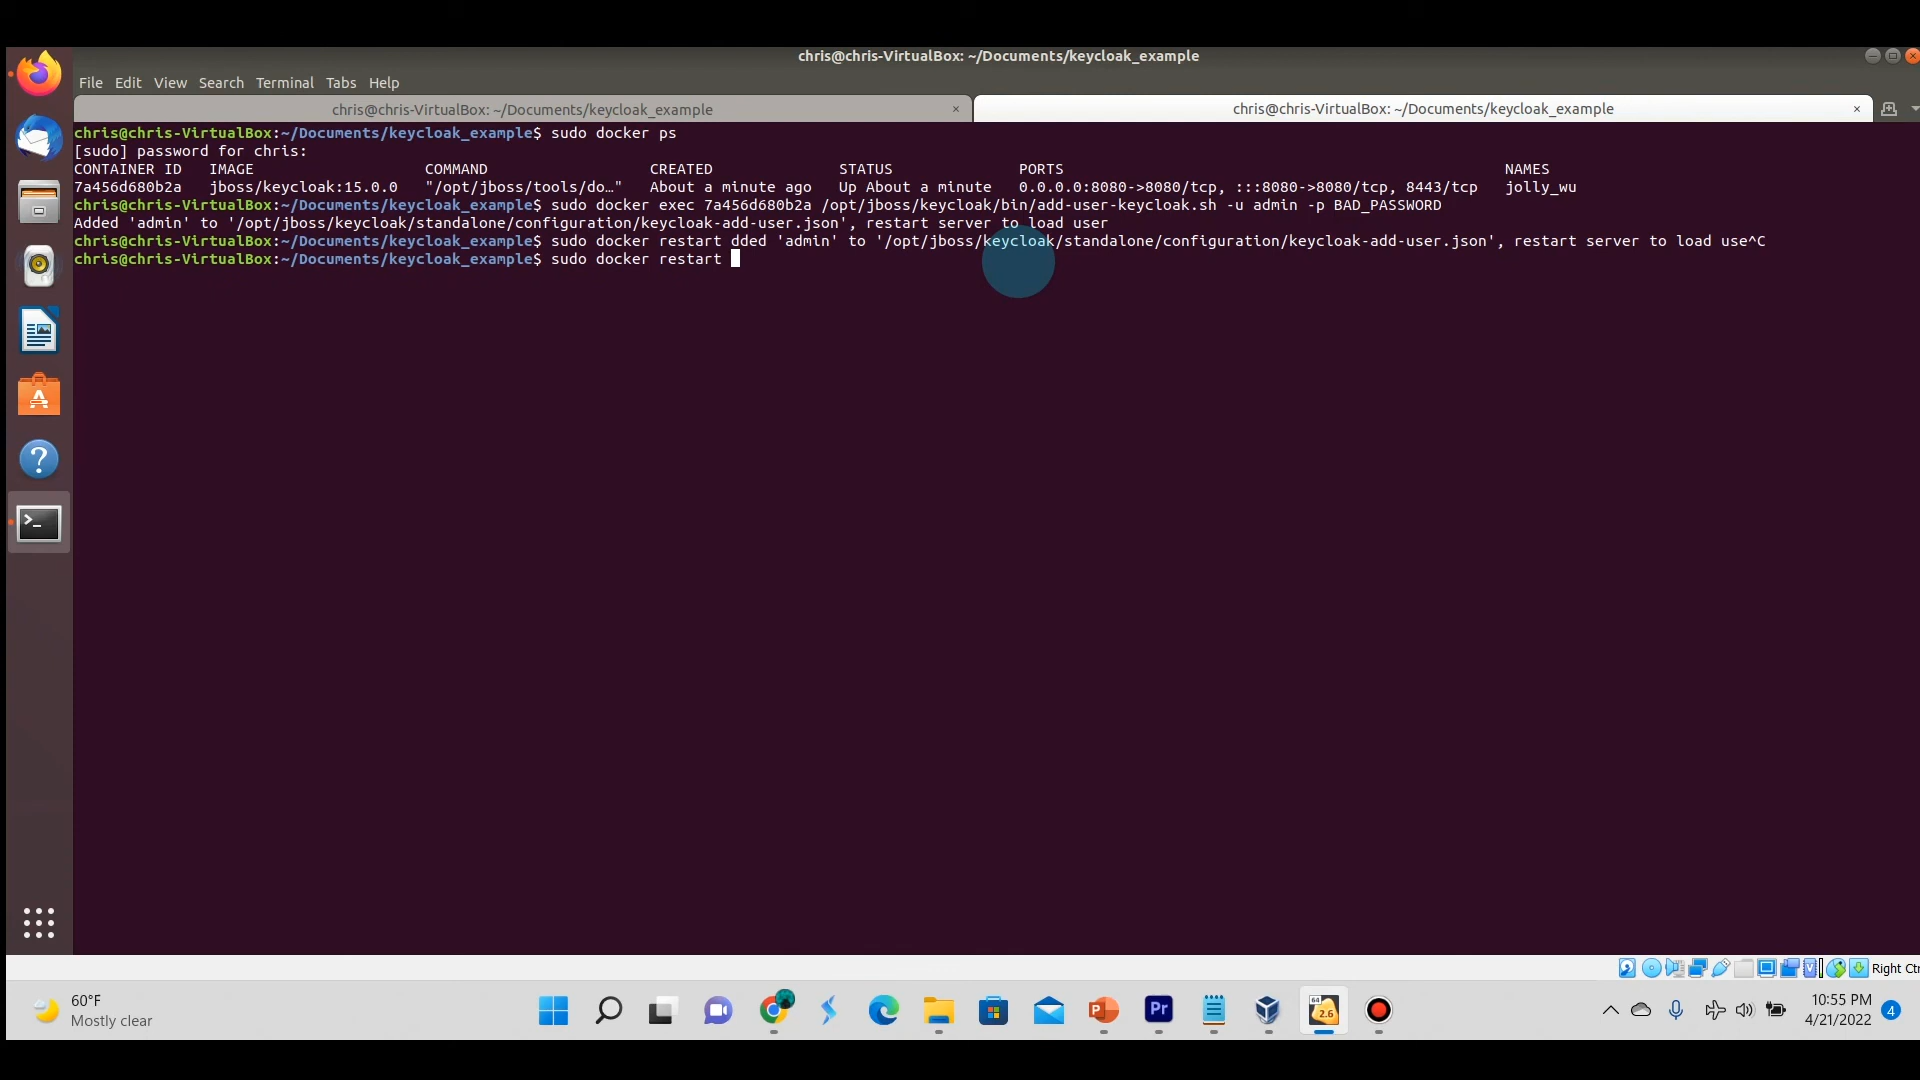 chris@chris-VirtualBox: ~/Documents/keycloak_example
File Edit View Search Terminal Tabs Help
chris@chris-VirtualBox: ~/Documents/keycloak_example × chris@chris-VirtualBox: ~/Documents/keycloak_example ×
chris@chris-VirtualBox:~/Documents/keycloak_example$ sudo docker ps
[sudo] password for chris:
CONTAINER ID IMAGE COMMAND CREATED STATUS PORTS NAMES
7a456d680b2a jboss/keycloak:15.0.0 "/opt/jboss/tools/do…" About a minute ago Up About a minute 0.0.0.0:8080->8080/tcp, :::8080->8080/tcp, 8443/tcp jolly_wu
chris@chris-VirtualBox:~/Documents/keycloak_example$ sudo docker exec 7a456d680b2a /opt/jboss/keycloak/bin/add-user-keycloak.sh -u admin -p BAD_PASSWORD
Added 'admin' to '/opt/jboss/keycloak/standalone/configuration/keycloak-add-user.json', restart server to load user
chris@chris-VirtualBox:~/Documents/keycloak_example$ sudo docker restart dded 'admin' to '/opt/jboss/keycloak/standalone/configuration/keycloak-add-user.json', restart server to load use^C
chris@chris-VirtualBox:~/Documents/keycloak_example$ sudo docker restart
Right Ctr
60°F
Mostly clear
Pr
64
2.6
10:55 PM
4/21/2022
4